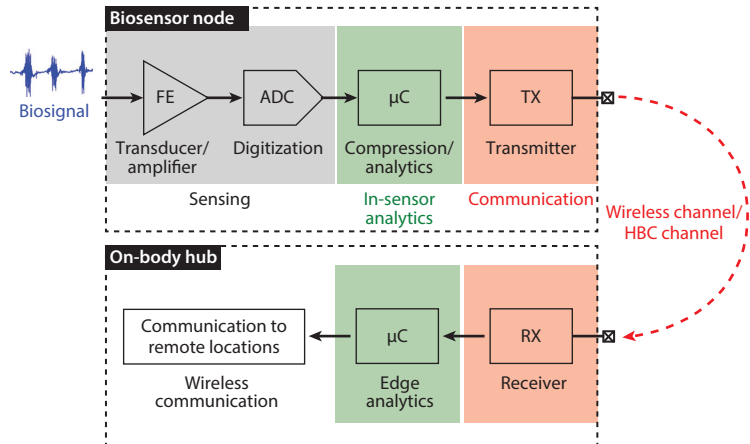 Biosensor node
Biosignal
FE
ADC
µC
TX
Transducer/
amplifier
Digitization
Compression/
analytics
Transmitter
Sensing
In-sensor
analytics
Communication
Wireless channel/
HBC channel
On-body hub
Communication to
remote locations
µC
RX
Wireless
communication
Edge
analytics
Receiver